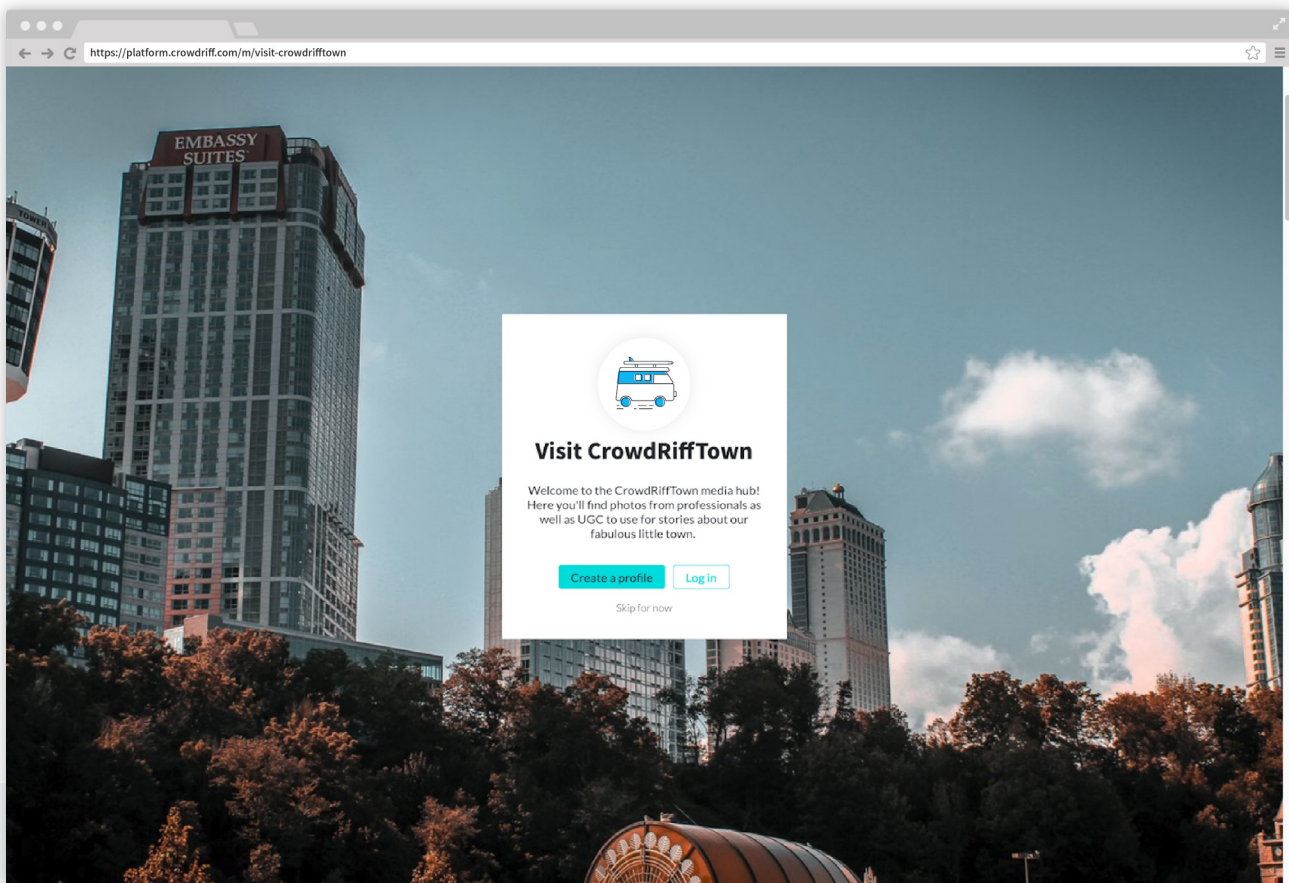 https://platform.crowdriff.com/m/visit-crowdrifftown
EMBASSY
SUITES
TOWER
Visit CrowdRiffTown
Welcome to the CrowdRiffTown media hub!
Here you'll find photos from professionals as
well as UGC to use for stories about our
fabulous little town.
Create a profile
Log in
Skip for now